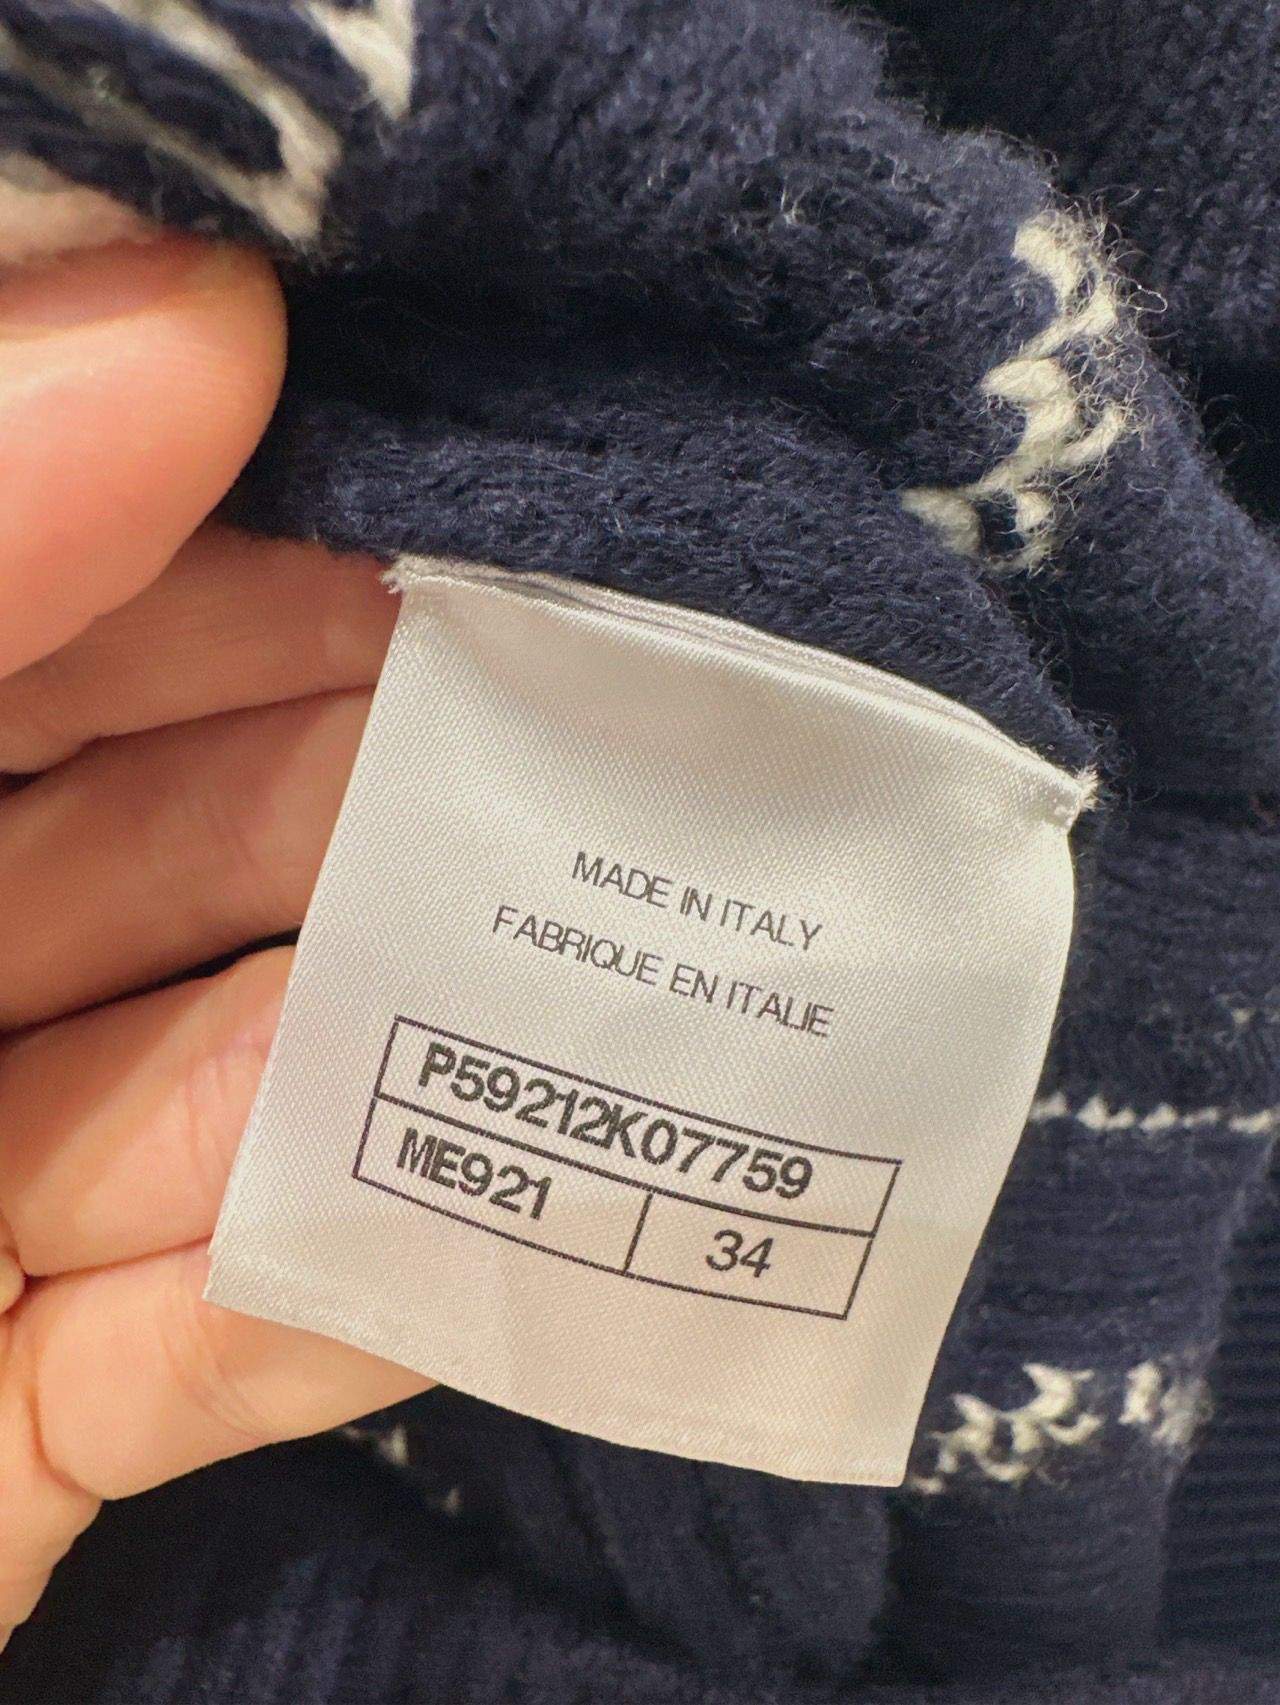 MADE IN ITALY
FABRIQUE EN ITALIE
P59212K07759
ME921 34